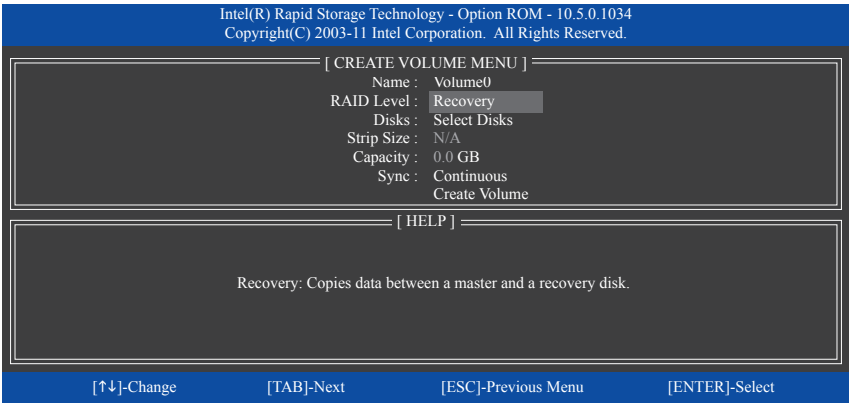 Intel(R) Rapid Storage Technology - Option ROM - 10.5.0.1034
Copyright(C) 2003-11 Intel Corporation. All Rights Reserved.
[ CREATE VOLUME MENU ]
Name : Volume0
RAID Level : Recovery
Disks : Select Disks
Strip Size : N/A
Capacity : 0.0 GB
Sync : Continuous
Create Volume
[ HELP ]
Recovery: Copies data between a master and a recovery disk.
[↑↓]-Change [TAB]-Next [ESC]-Previous Menu [ENTER]-Select